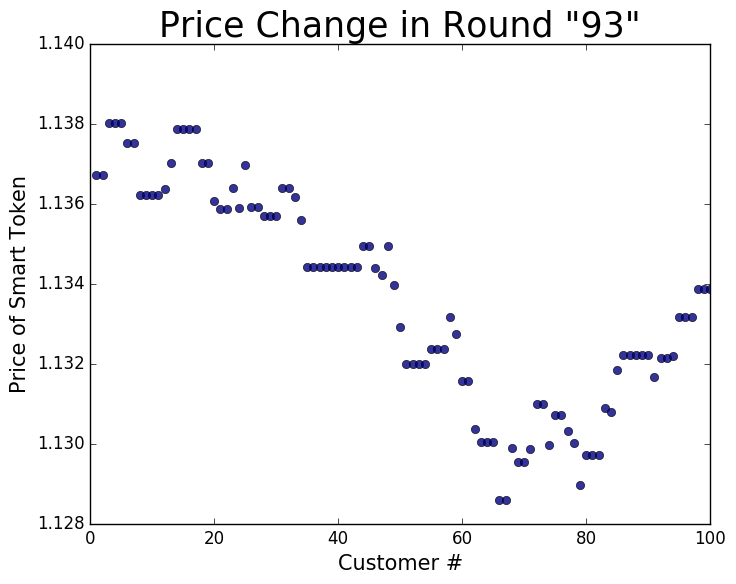 Price Change in Round "93"
1.140
1.138
1.136
1.134
1.132
1.130
1.128
Price of Smart Token
0 20 40 60 80 100
Customer #